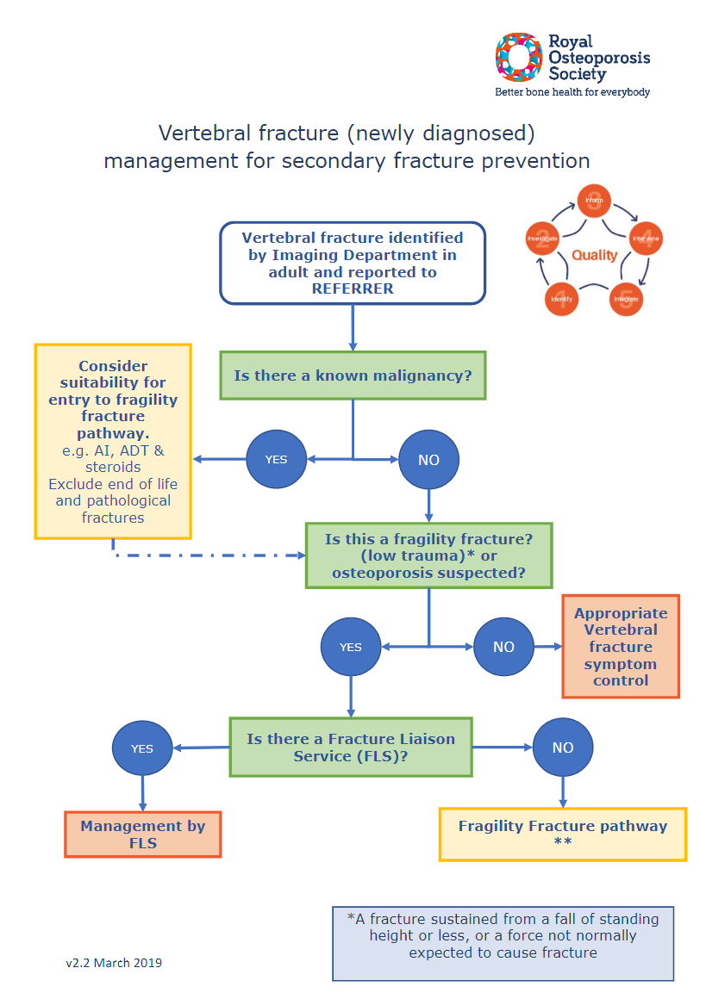 Royal
Osteoporosis
Society
Better bone health for everybody
Vertebral fracture (newly diagnosed)
management for secondary fracture prevention
3
Inform
2
Investigate
4
Intervene
Quality
1
Identify
5
Integrate
Vertebral fracture identified
by Imaging Department in
adult and reported to
REFERRER
Is there a known malignancy?
Consider
suitability for
entry to fragility
fracture
pathway.
e.g. AI, ADT &
steroids
Exclude end of life
and pathological
fractures
YES
NO
Is this a fragility fracture?
(low trauma)* or
osteoporosis suspected?
YES
NO
Appropriate
Vertebral
fracture
symptom
control
Is there a Fracture Liaison
Service (FLS)?
YES
NO
Management by
FLS
Fragility Fracture pathway
**
*A fracture sustained from a fall of standing
height or less, or a force not normally
expected to cause fracture
v2.2 March 2019